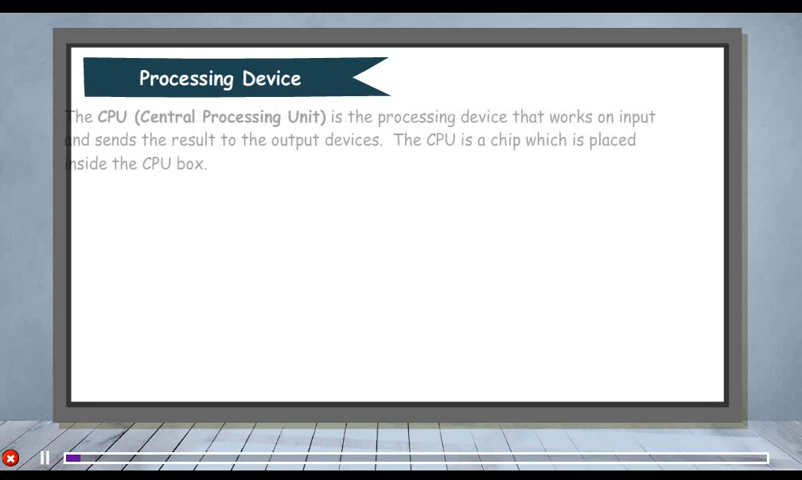 Processing Device
The CPU (Central Processing Unit) is the processing device that works on input
and sends the result to the output devices. The CPU is a chip which is placed
inside the CPU box.